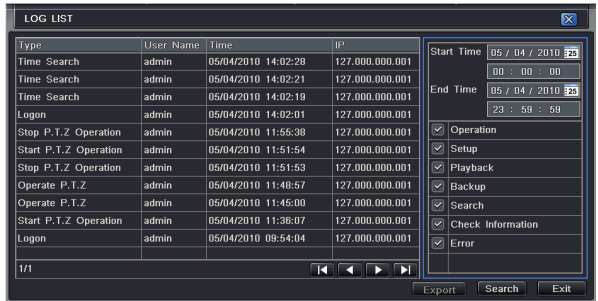 LOG LIST
Type User Name Time IP
Time Search admin 05/04/2010 14:02:28 127.000.000.001
Time Search admin 05/04/2010 14:02:21 127.000.000.001
Time Search admin 05/04/2010 14:02:19 127.000.000.001
Logon admin 05/04/2010 14:02:01 127.000.000.001
Stop P.T.Z Operation admin 05/04/2010 11:55:38 127.000.000.001
Start P.T.Z Operation admin 05/04/2010 11:51:54 127.000.000.001
Stop P.T.Z Operation admin 05/04/2010 11:51:53 127.000.000.001
Operate P.T.Z admin 05/04/2010 11:48:57 127.000.000.001
Operate P.T.Z admin 05/04/2010 11:45:00 127.000.000.001
Start P.T.Z Operation admin 05/04/2010 11:36:07 127.000.000.001
Logon admin 05/04/2010 09:54:04 127.000.000.001
1/1
Start Time 05 / 04 / 2010 25
00 : 00 : 00
End Time 05 / 04 / 2010 25
23 : 59 : 59
Operation
Setup
Playback
Backup
Search
Check Information
Error
Export Search Exit